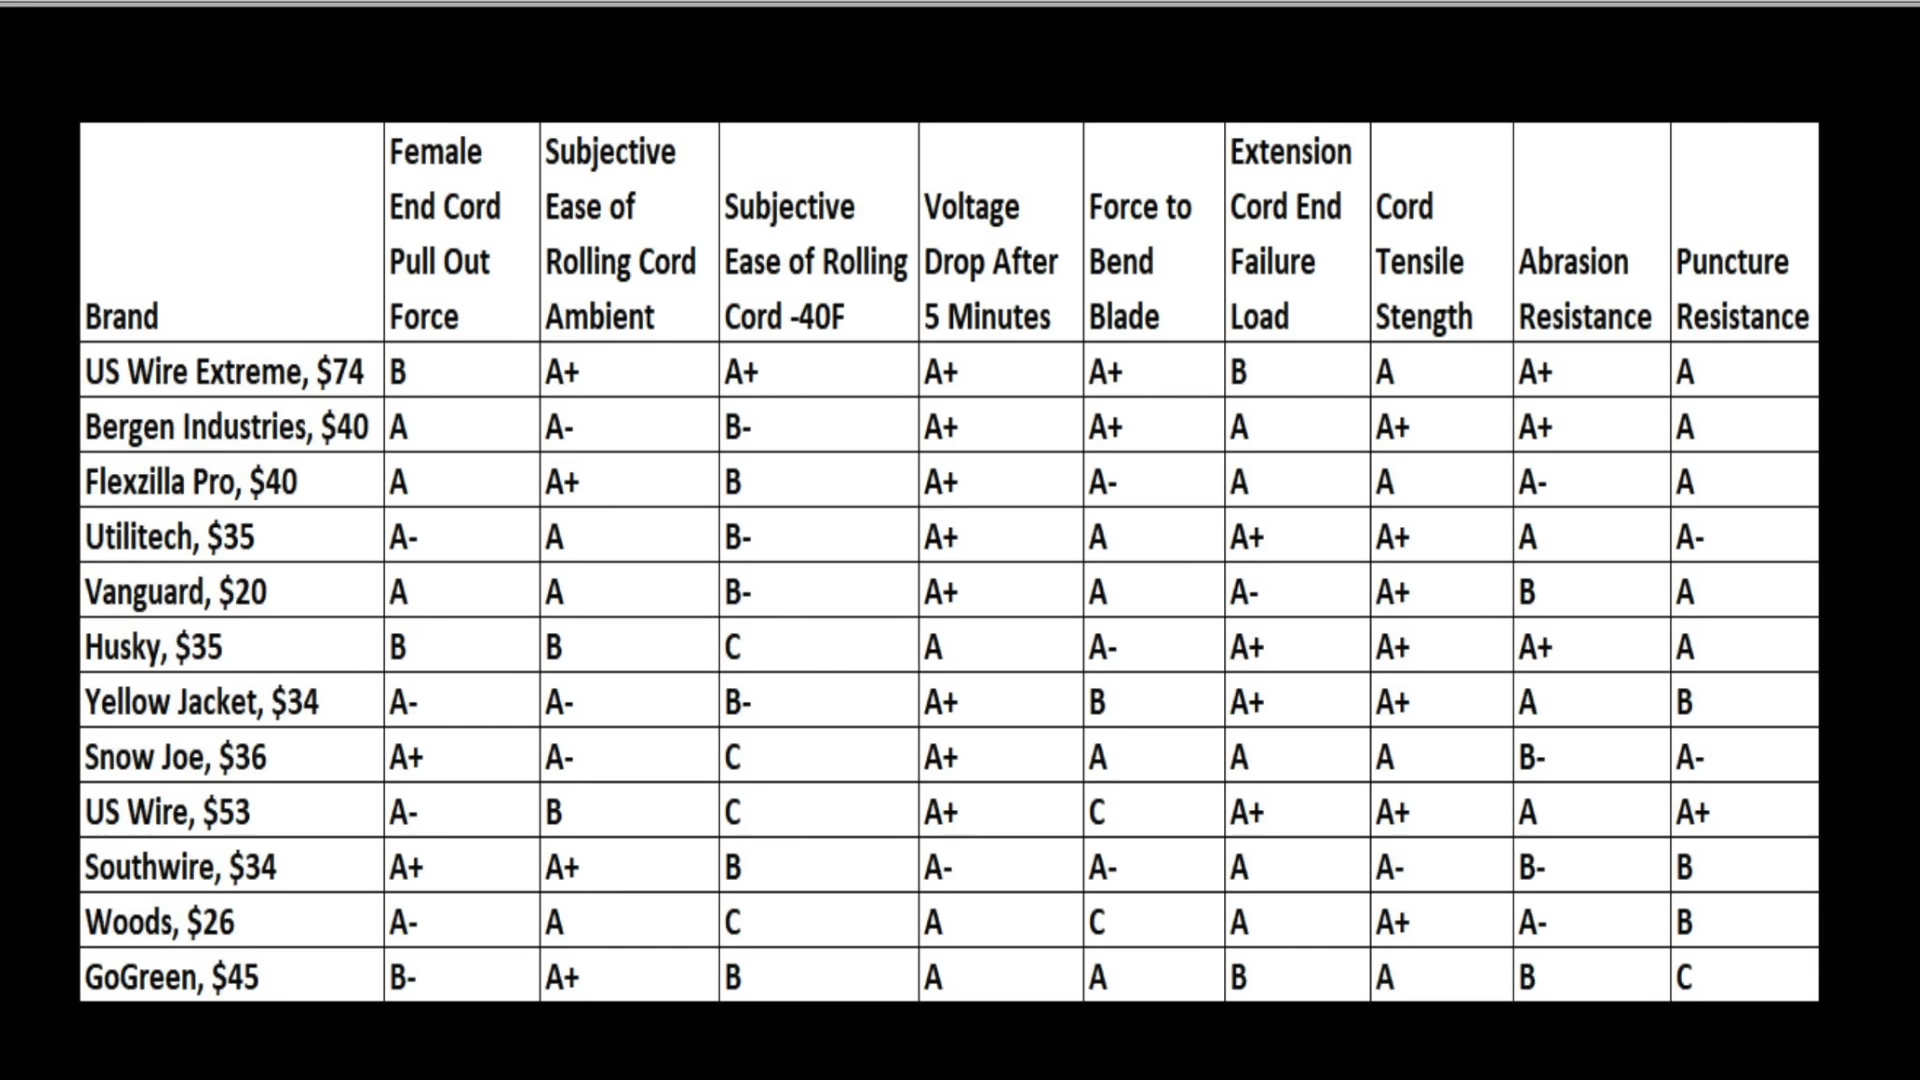 Brand | Female End Cord Pull Out Force | Subjective Ease of Rolling Cord Ambient | Subjective Ease of Rolling Cord -40F | Voltage Drop After 5 Minutes | Force to Bend Blade | Extension Cord End Failure Load | Cord Tensile Stength | Abrasion Resistance | Puncture Resistance
US Wire Extreme, $74 | B | A+ | A+ | A+ | A+ | B | A | A+ | A
Bergen Industries, $40 | A | A- | B- | A+ | A+ | A | A+ | A+ | A
Flexzilla Pro, $40 | A | A+ | B | A+ | A- | A | A | A- | A
Utilitech, $35 | A- | A | B- | A+ | A | A+ | A+ | A | A-
Vanguard, $20 | A | A | B- | A+ | A | A- | A+ | B | A
Husky, $35 | B | B | C | A | A- | A+ | A+ | A+ | A
Yellow Jacket, $34 | A- | A- | B- | A+ | B | A+ | A+ | A | B
Snow Joe, $36 | A+ | A- | C | A+ | A | A | A | B- | A-
US Wire, $53 | A- | B | C | A+ | C | A+ | A+ | A | A+
Southwire, $34 | A+ | A+ | B | A- | A- | A | A- | B- | B
Woods, $26 | A- | A | C | A | C | A | A+ | A- | B
GoGreen, $45 | B- | A+ | B | A | A | B | A | B | C